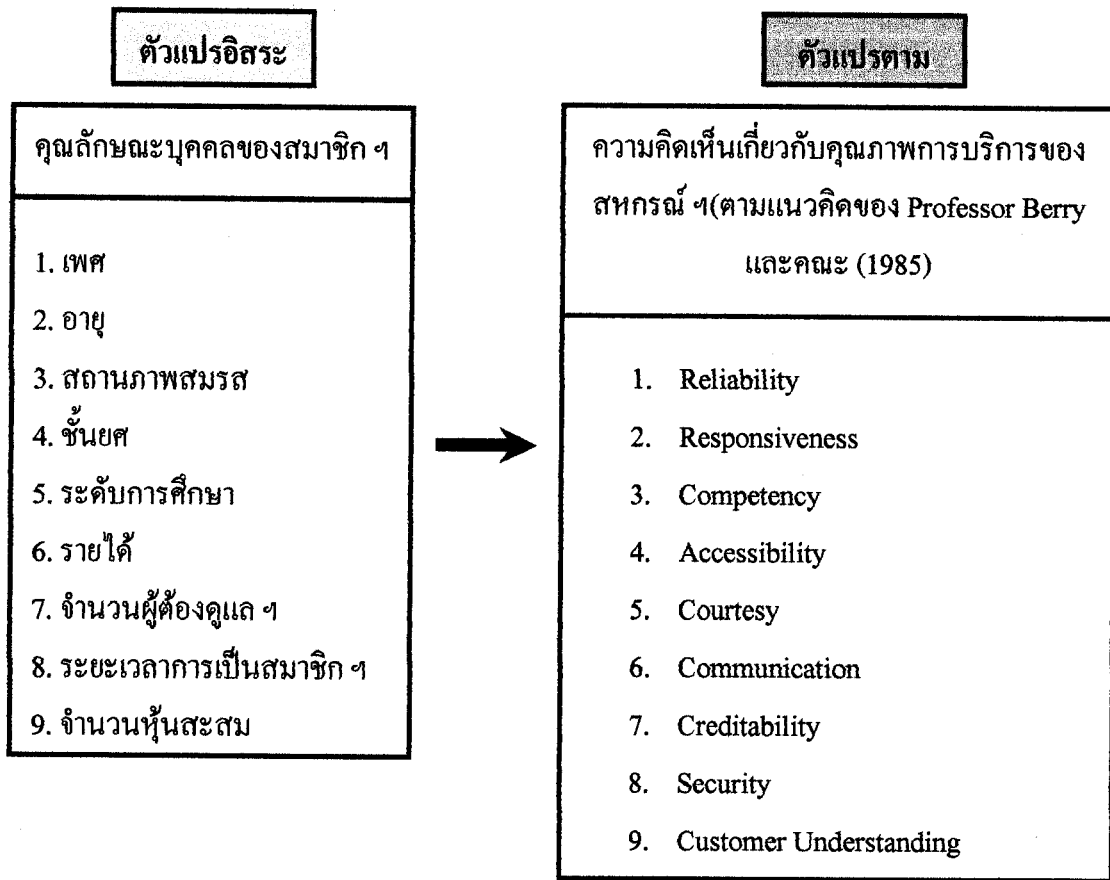 ตัวแปรอิสระ
คุณลักษณะบุคคลของสมาชิก ฯ
1. เพศ
2. อายุ
3. สถานภาพสมรส
4. ชั้นยศ
5. ระดับการศึกษา
6. รายได้
7. จำนวนผู้ต้องดูแล ฯ
8. ระยะเวลาการเป็นสมาชิก ฯ
9. จำนวนหุ้นสะสม
ตัวแปรตาม
ความคิดเห็นเกี่ยวกับคุณภาพการบริการของ
สหกรณ์ ฯ(ตามแนวคิดของ Professor Berry
และคณะ (1985)
1. Reliability
2. Responsiveness
3. Competency
4. Accessibility
5. Courtesy
6. Communication
7. Creditability
8. Security
9. Customer Understanding